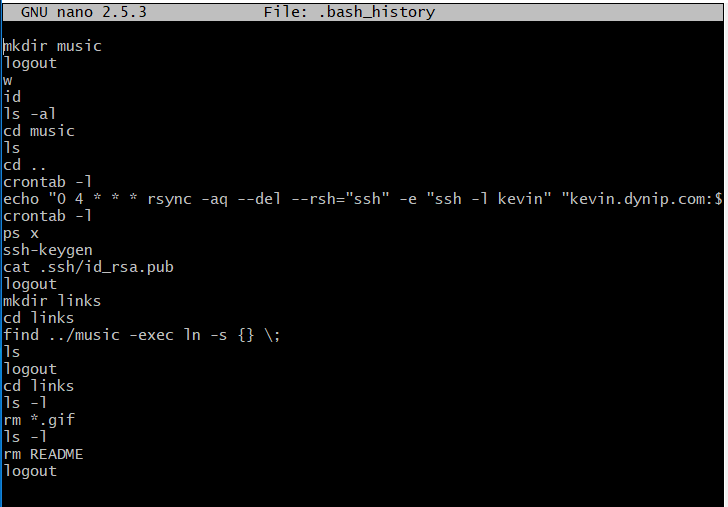 GNU nano 2.5.3 File: .bash_history
mkdir music
logout
w
id
ls -al
cd music
ls
cd ..
crontab -l
echo "0 4 * * * rsync -aq --del --rsh="ssh" -e "ssh -l kevin" "kevin.dynip.com:$
crontab -l
ps x
ssh-keygen
cat .ssh/id_rsa.pub
logout
mkdir links
cd links
find ../music -exec ln -s {} \;
ls
logout
cd links
ls -l
rm *.gif
ls -l
rm README
logout